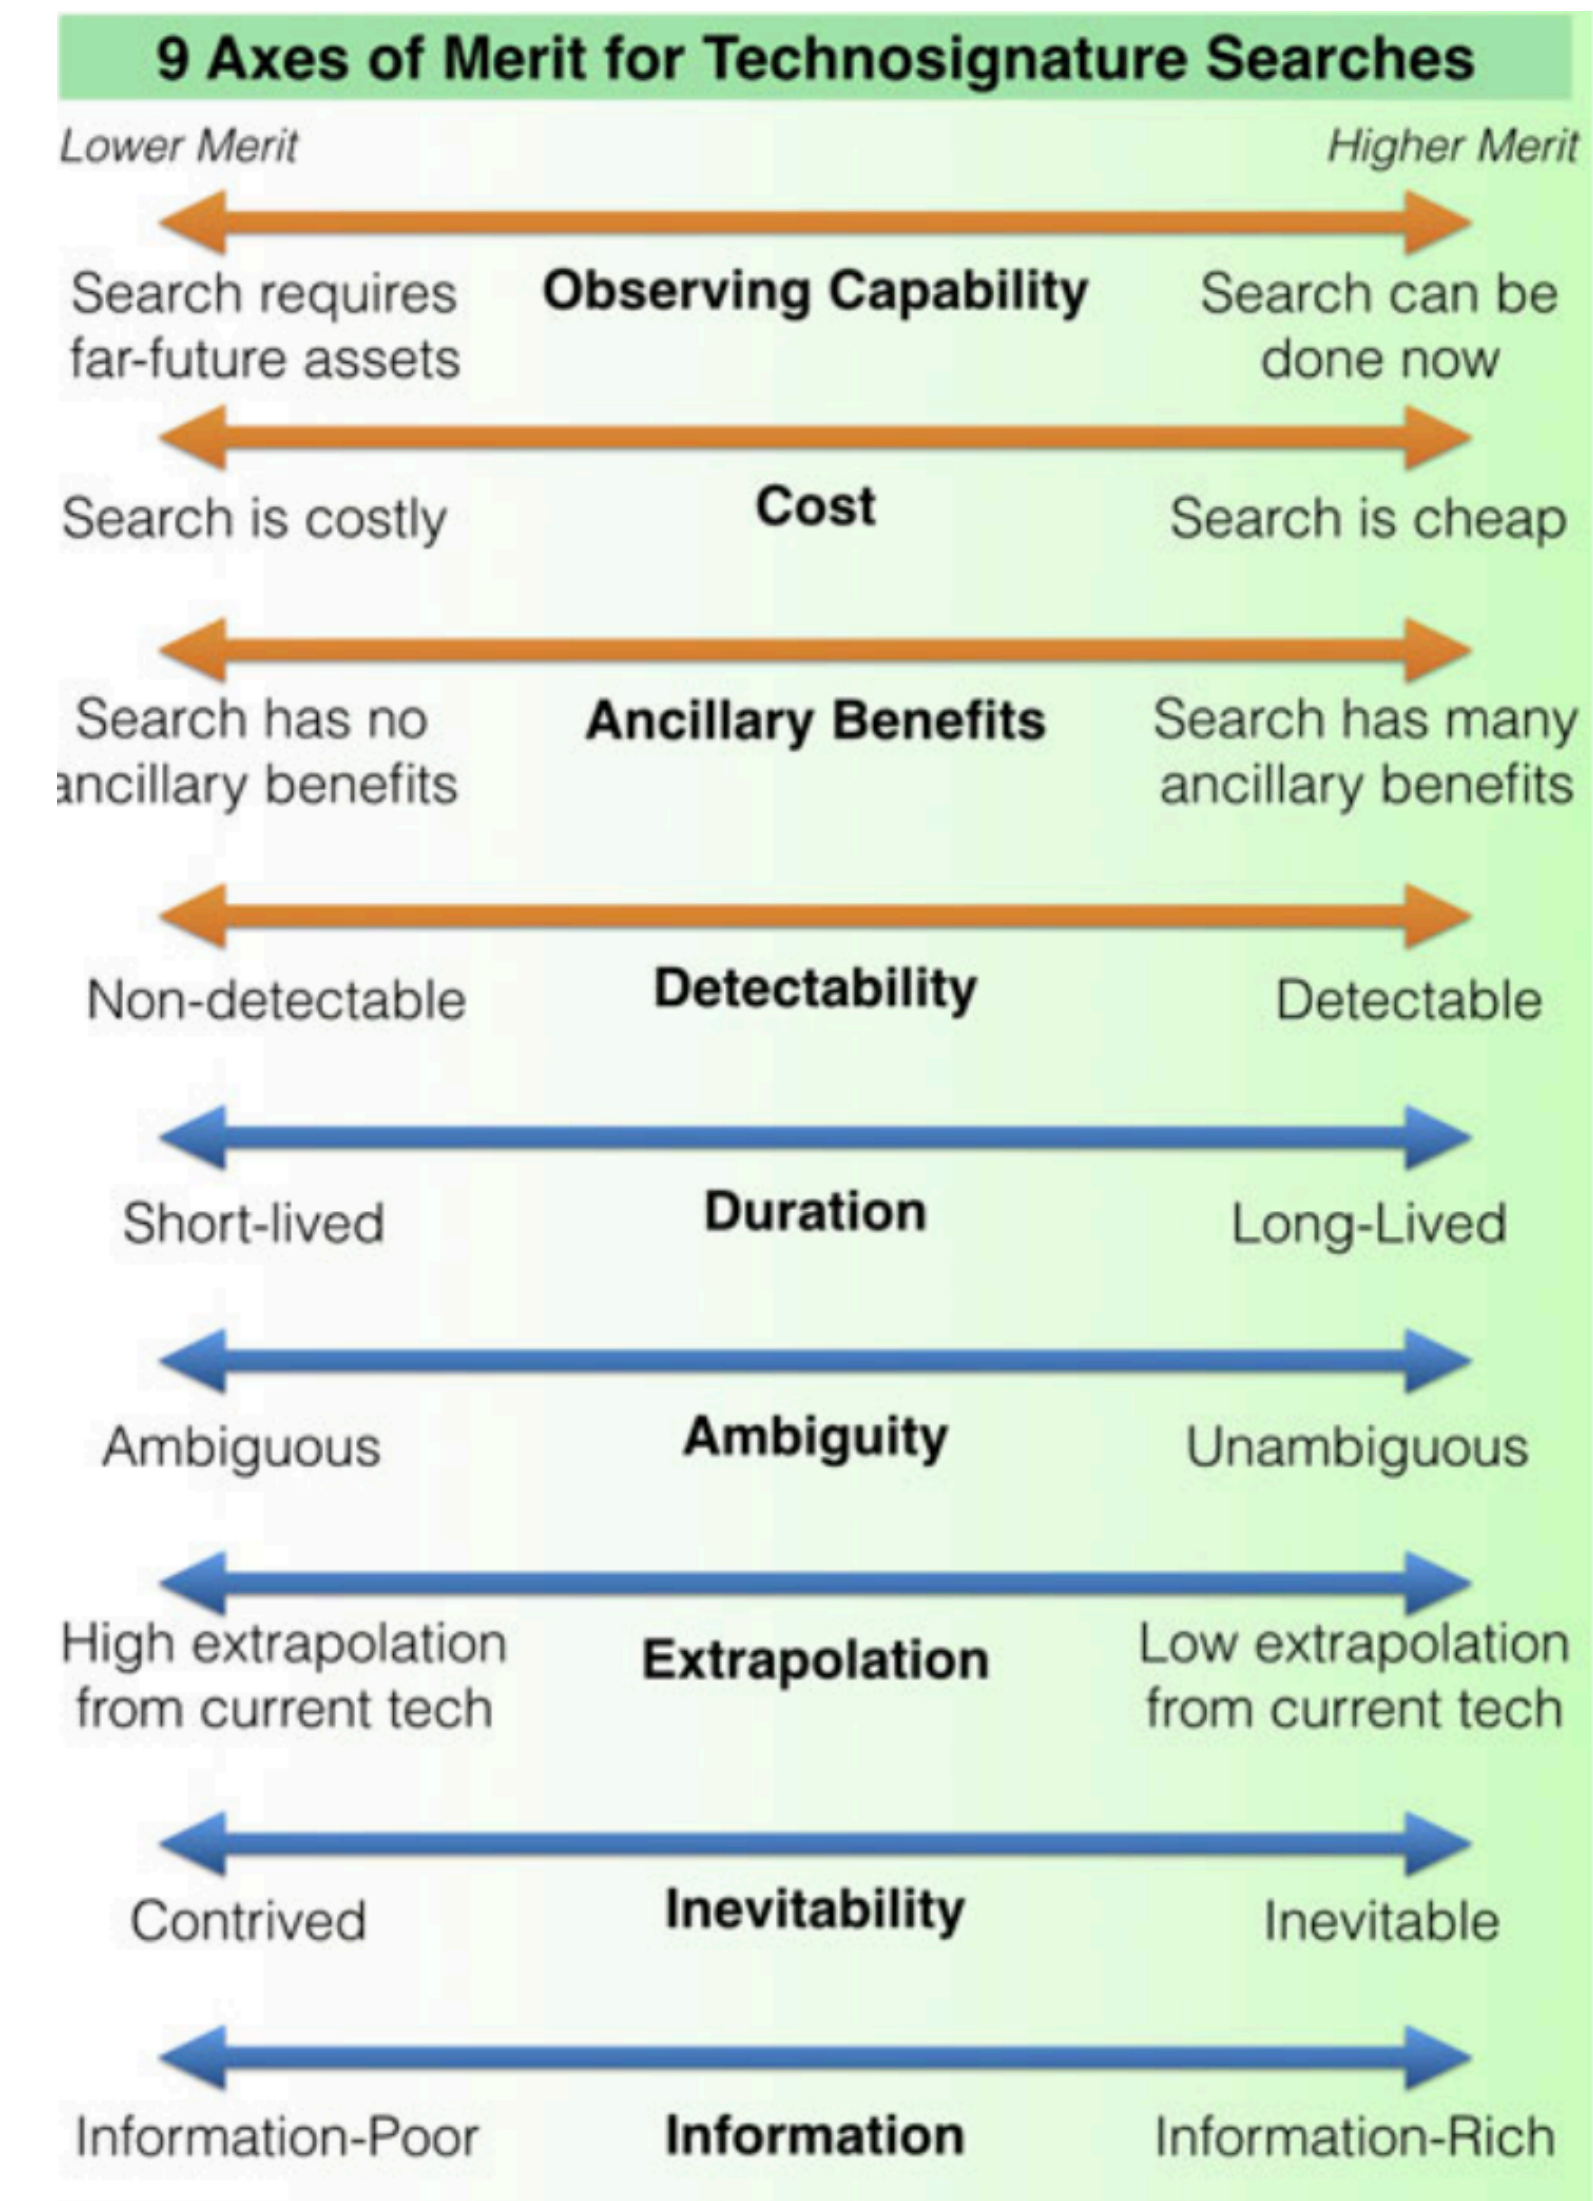 9 Axes of Merit for Technosignature Searches
Lower Merit Higher Merit
Search requires
far-future assets
Observing Capability
Search can be
done now
Search is costly
Cost
Search is cheap
Search has no
ancillary benefits
Ancillary Benefits
Search has many
ancillary benefits
Non-detectable
Detectability
Detectable
Short-lived
Duration
Long-Lived
Ambiguous
Ambiguity
Unambiguous
High extrapolation
from current tech
Extrapolation
Low extrapolation
from current tech
Contrived
Inevitability
Inevitable
Information-Poor
Information
Information-Rich